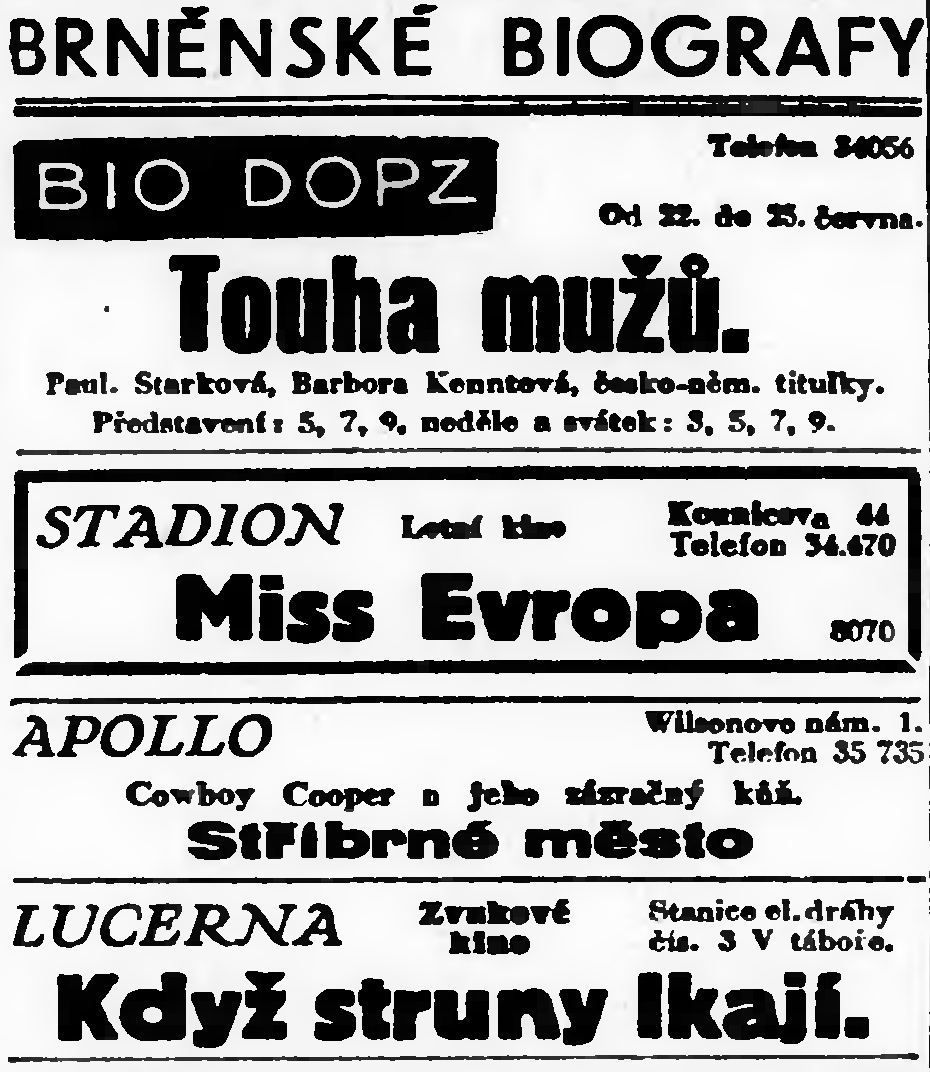 BRNĚNSKÉ BIOGRAFY
BIO DOPZ
Telefon 34056
Od 22. do 25. června.
Touha mužů.
Paul. Starková, Barbora Kenntová, česko-něm. titulky.
Představení: 5, 7, 9, neděle a svátek: 3, 5, 7, 9.
STADION
Letní kino
Kounicova 44
Telefon 34.470
Miss Evropa
8070
APOLLO
Wilsonovo nám. 1.
Telefon 35 735
Cowboy Cooper a jeho zázračný kůň.
Stříbrné město
LUCERNA
Zvukové
kino
Stanice el. dráhy
čís. 3 V táboře.
Když struny lkají.